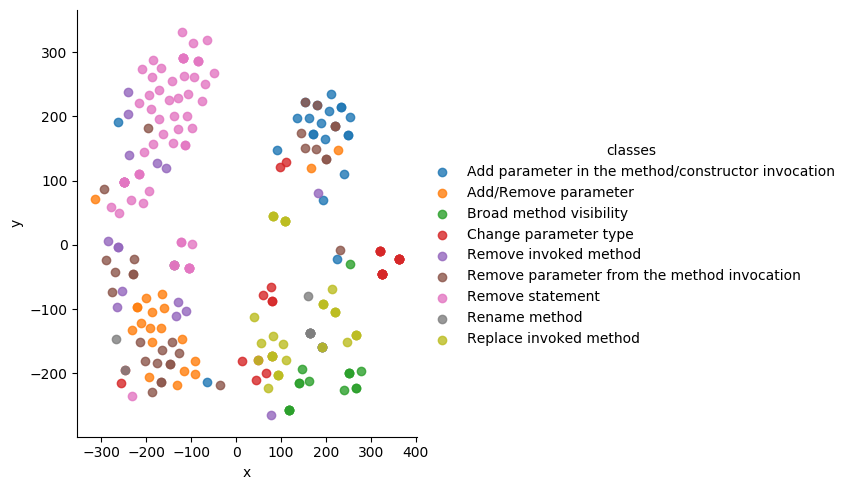 300
200
100
0
−100
−200
y
−300
−200
−100
0
100
200
300
400
x
classes
Add parameter in the method/constructor invocation
Add/Remove parameter
Broad method visibility
Change parameter type
Remove invoked method
Remove parameter from the method invocation
Remove statement
Rename method
Replace invoked method